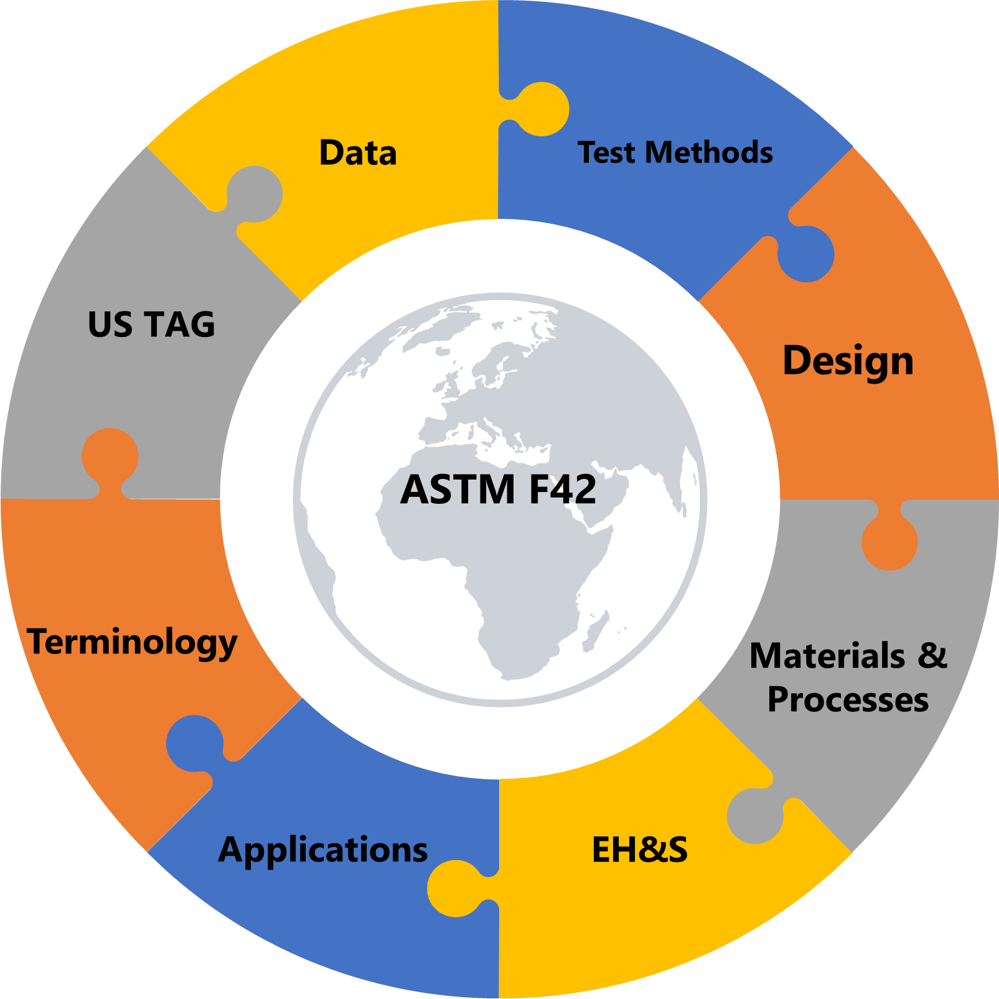 Data
Test Methods
US TAG
Design
ASTM F42
Terminology
Materials &
Processes
Applications
EH&S